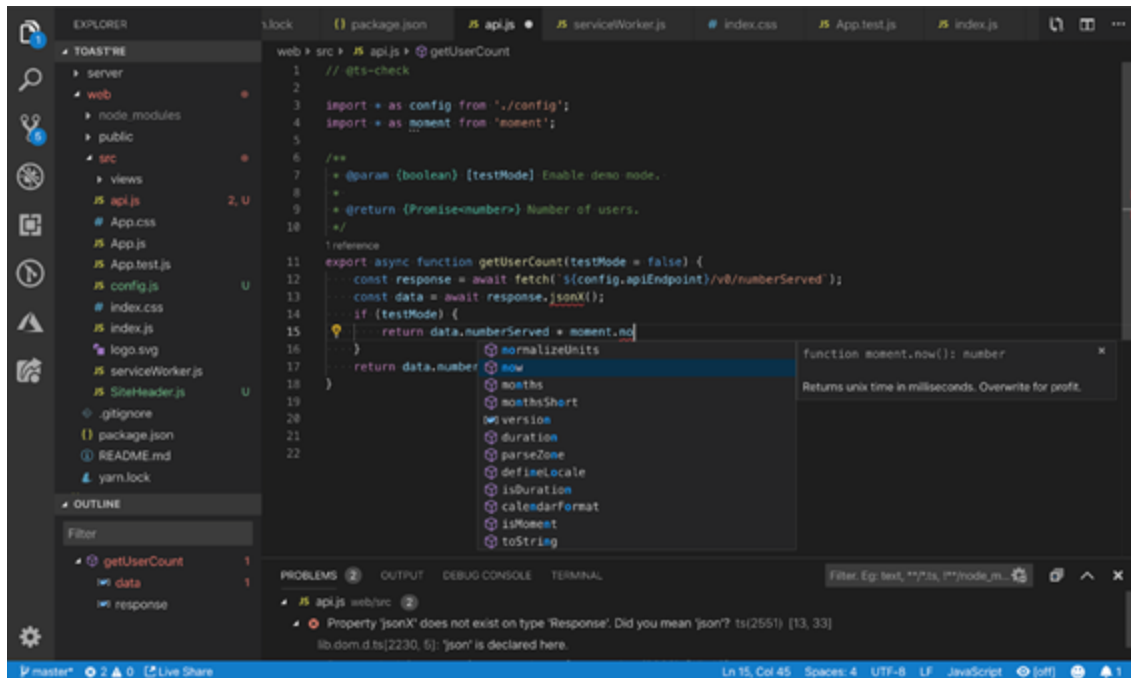 EXPLORER
TOAST'RE
server
web
node_modules
public
src
views
JS api.js 2, U
# App.css
JS App.js
JS App.test.js
JS config.js U
# index.css
JS index.js
logo.svg
JS serviceWorker.js
JS SiteHeader.js U
.gitignore
{} package.json
README.md
yarn.lock
OUTLINE
Filter
getUserCount 1
data 1
response
n.lock {} package.json JS api.js ● JS serviceWorker.js # index.css JS App.test.js JS index.js
web ▸ src ▸ JS api.js ▸ getUserCount
1 // @ts-check
2
3 import * as config from './config';
4 import * as moment from 'moment';
5
6 /**
7 * @param {boolean} [testMode] Enable demo mode.
8 *
9 * @return {Promise<number>} Number of users.
10 */
1 reference
11 export async function getUserCount(testMode = false) {
12 const response = await fetch(`${config.apiEndpoint}/v0/numberServed`);
13 const data = await response.jsonX();
14 if (testMode) {
15 return data.numberServed * moment.no
16 }
17 return data.number
18 }
19
20
21
22
normalizeUnits
now
months
monthsShort
version
duration
parseZone
defineLocale
isDuration
calendarFormat
isMoment
toString
function moment.now(): number ×
Returns unix time in milliseconds. Overwrite for profit.
PROBLEMS 2 OUTPUT DEBUG CONSOLE TERMINAL
Filter. Eg: text, **/*.ts, !**/node_m...
JS api.js web/src 2
Property 'jsonX' does not exist on type 'Response'. Did you mean 'json'? ts(2551) [13, 33]
lib.dom.d.ts[2230, 5]: 'json' is declared here.
master* 2 0 Live Share
Ln 15, Col 45 Spaces: 4 UTF-8 LF JavaScript [off] 1
1
5